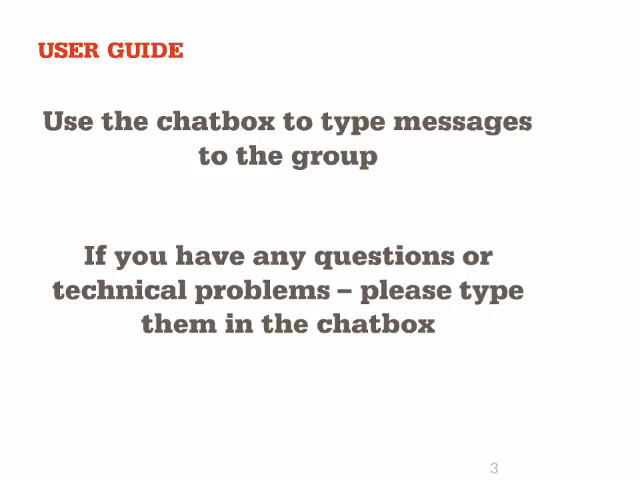 USER GUIDE
Use the chatbox to type messages
to the group
If you have any questions or
technical problems – please type
them in the chatbox
3